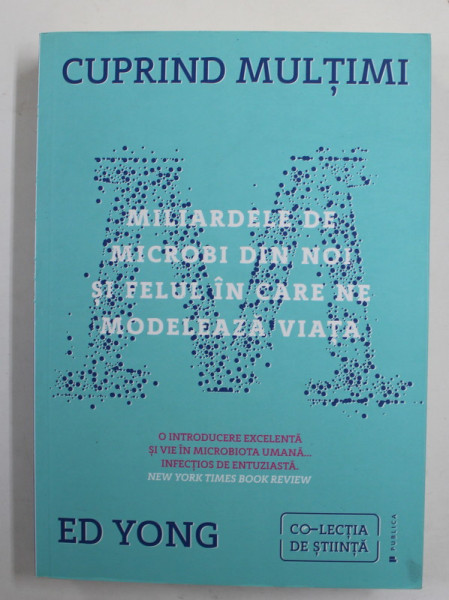 CUPRIND MULȚIMI
MILIARDELE DE
MICROBI DIN NOI
ȘI FELUL ÎN CARE NE
MODELEAZĂ VIAȚA
O INTRODUCERE EXCELENTĂ
ȘI VIE ÎN MICROBIOTA UMANĂ...
INFECȚIOS DE ENTUZIASTĂ.
NEW YORK TIMES BOOK REVIEW
ED YONG
CO-LECȚIA
DE ȘTIINȚĂ
PUBLICA